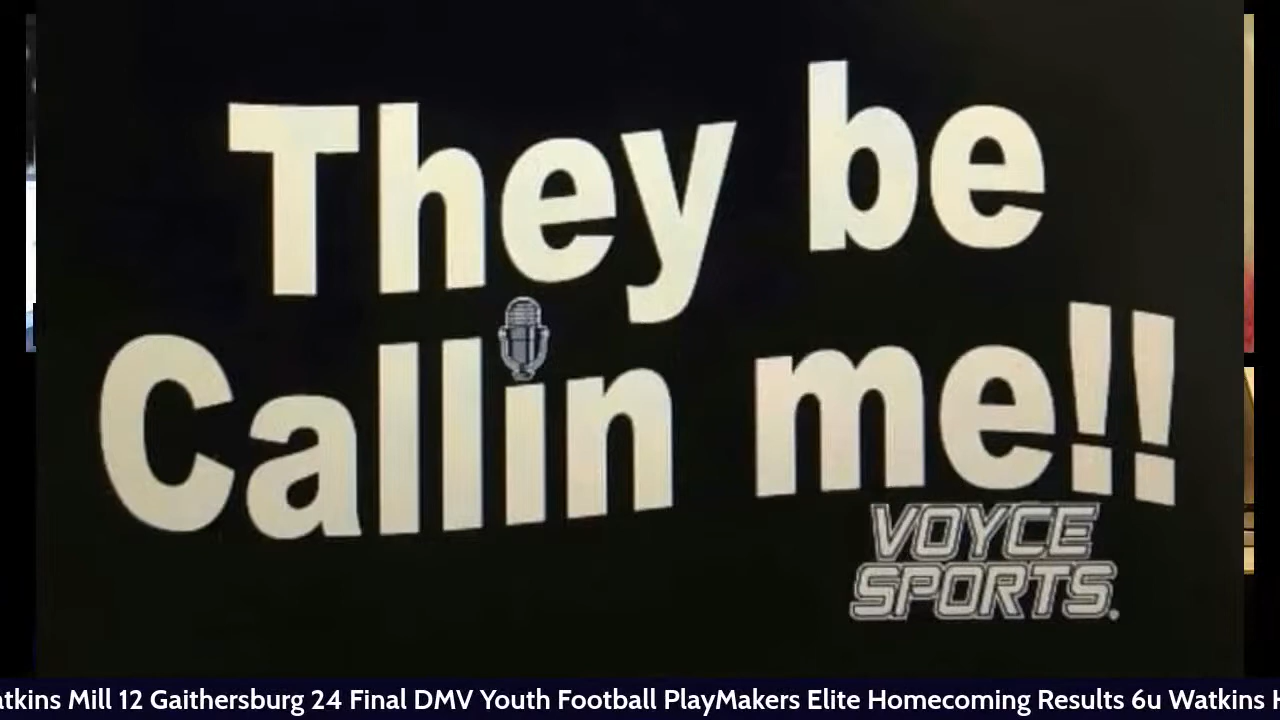 They be
Callin me!!
VOYCE
SPORTS.
Mill 12 Gaithersburg 24 Final DMV Youth Football PlayMakers Elite Homecoming Results 6u Watkins